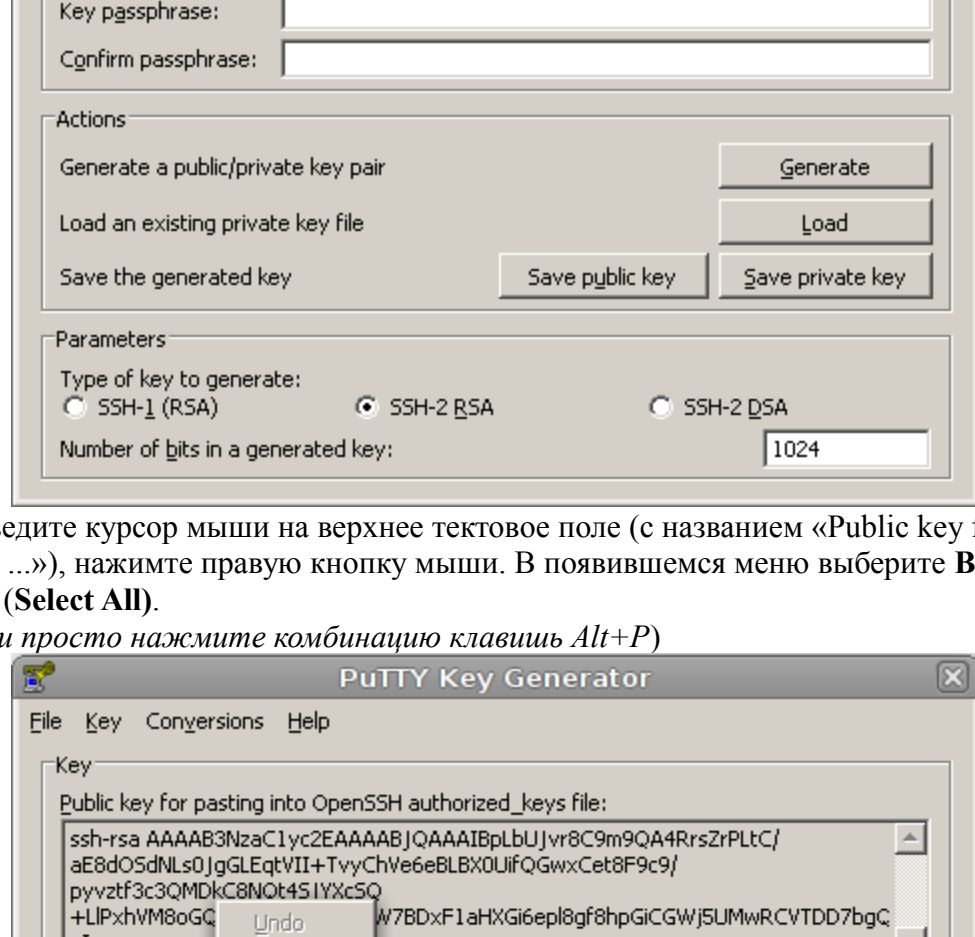 Key passphrase:
Confirm passphrase:
Actions
Generate a public/private key pair Generate
Load an existing private key file Load
Save the generated key Save public key Save private key
Parameters
Type of key to generate:
SSH-1 (RSA) SSH-2 RSA SSH-2 DSA
Number of bits in a generated key: 1024
ведите курсор мыши на верхнее тектовое поле (с названием «Public key
...»), нажимте правую кнопку мыши. В появившемся меню выберите В
(Select All).
и просто нажмите комбинацию клавишь Alt+P)
PuTTY Key Generator
File Key Conversions Help
Key
Public key for pasting into OpenSSH authorized_keys file:
ssh-rsa AAAAB3NzaC1yc2EAAAABJQAAAIBpLbUJvr8C9m9QA4RrsZrPLtC/
aE8dOSdNLs0JgGLEqtVII+TvyChVe6eBLBX0UifQGwxCet8F9c9/
pyvztf3c3QMDkC8NOt4SIYXcSQ
+LlPxhVM8oGQ W7BDxF1aHXGi6epl8gf8hpGiCGWj5UMwRCVTDD7bgQ
Undo